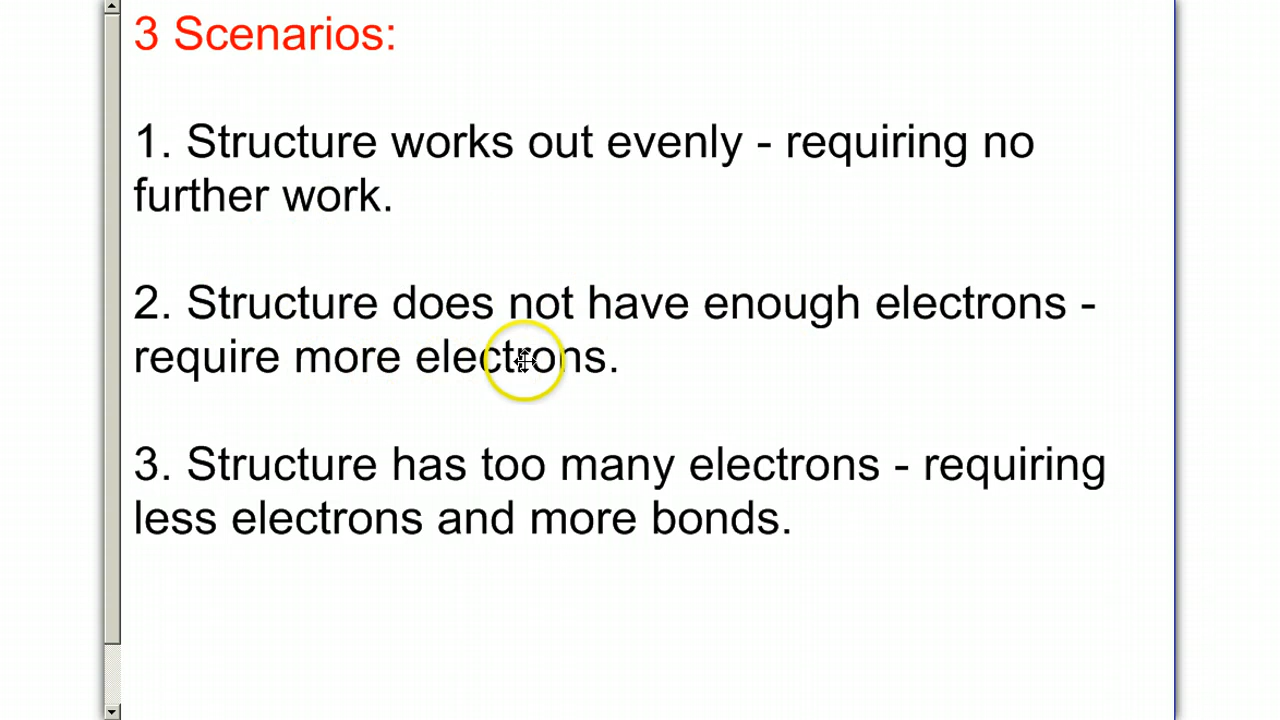 3 Scenarios:
1. Structure works out evenly - requiring no
further work.
2. Structure does not have enough electrons -
require more electrons.
3. Structure has too many electrons - requiring
less electrons and more bonds.